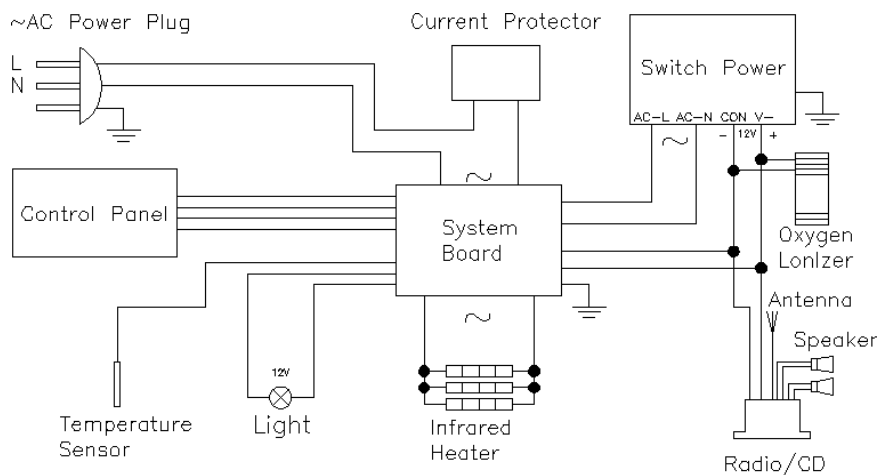 ~AC Power Plug
L
N
Current Protector
Switch Power
AC-L AC-N CON V-
~ - 12V +
Control Panel
~
System
Board
Oxygen
LonIzer
Antenna
~
Speaker
12V
Temperature
Sensor
Light
Infrared
Heater
Radio/CD